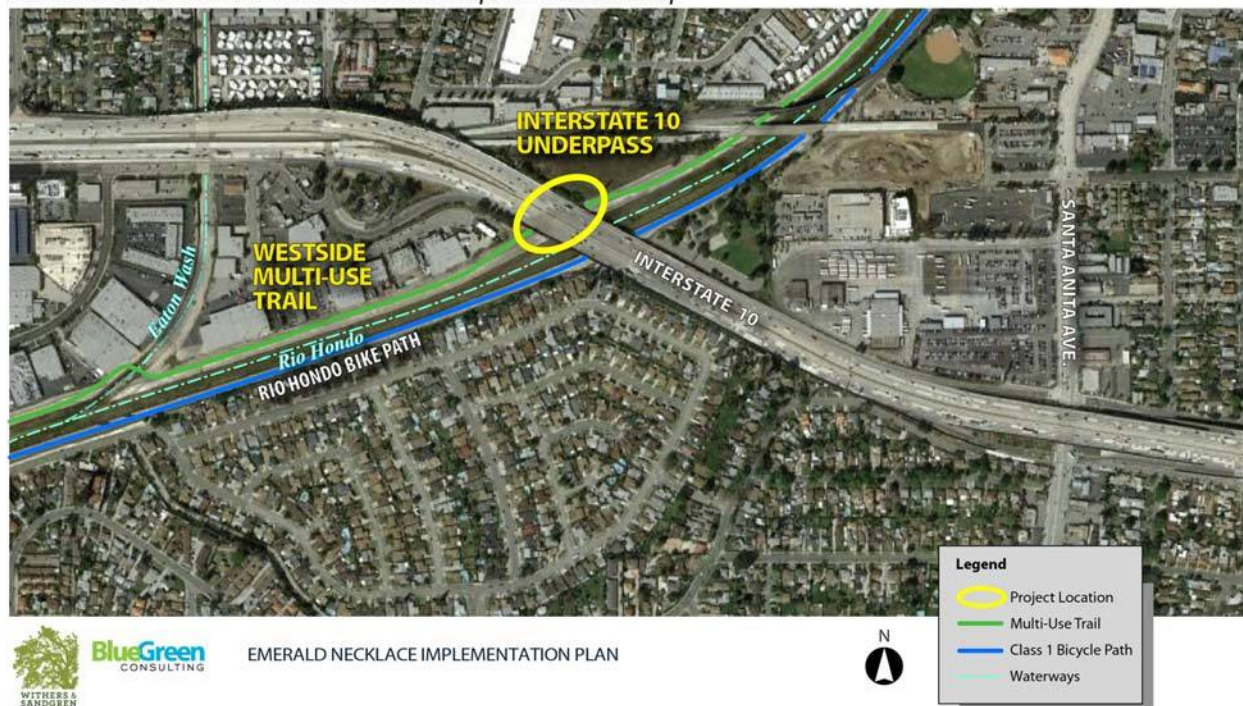 INTERSTATE 10
UNDERPASS
WESTSIDE
MULTI-USE
TRAIL
Eaton Wash
Rio Hondo
RIO HONDO BIKE PATH
INTERSTATE 10
SANTA ANITA AVE.
Legend
Project Location
Multi-Use Trail
Class 1 Bicycle Path
Waterways
N
WITHERS &
SANDGREN
BlueGreen
CONSULTING
EMERALD NECKLACE IMPLEMENTATION PLAN